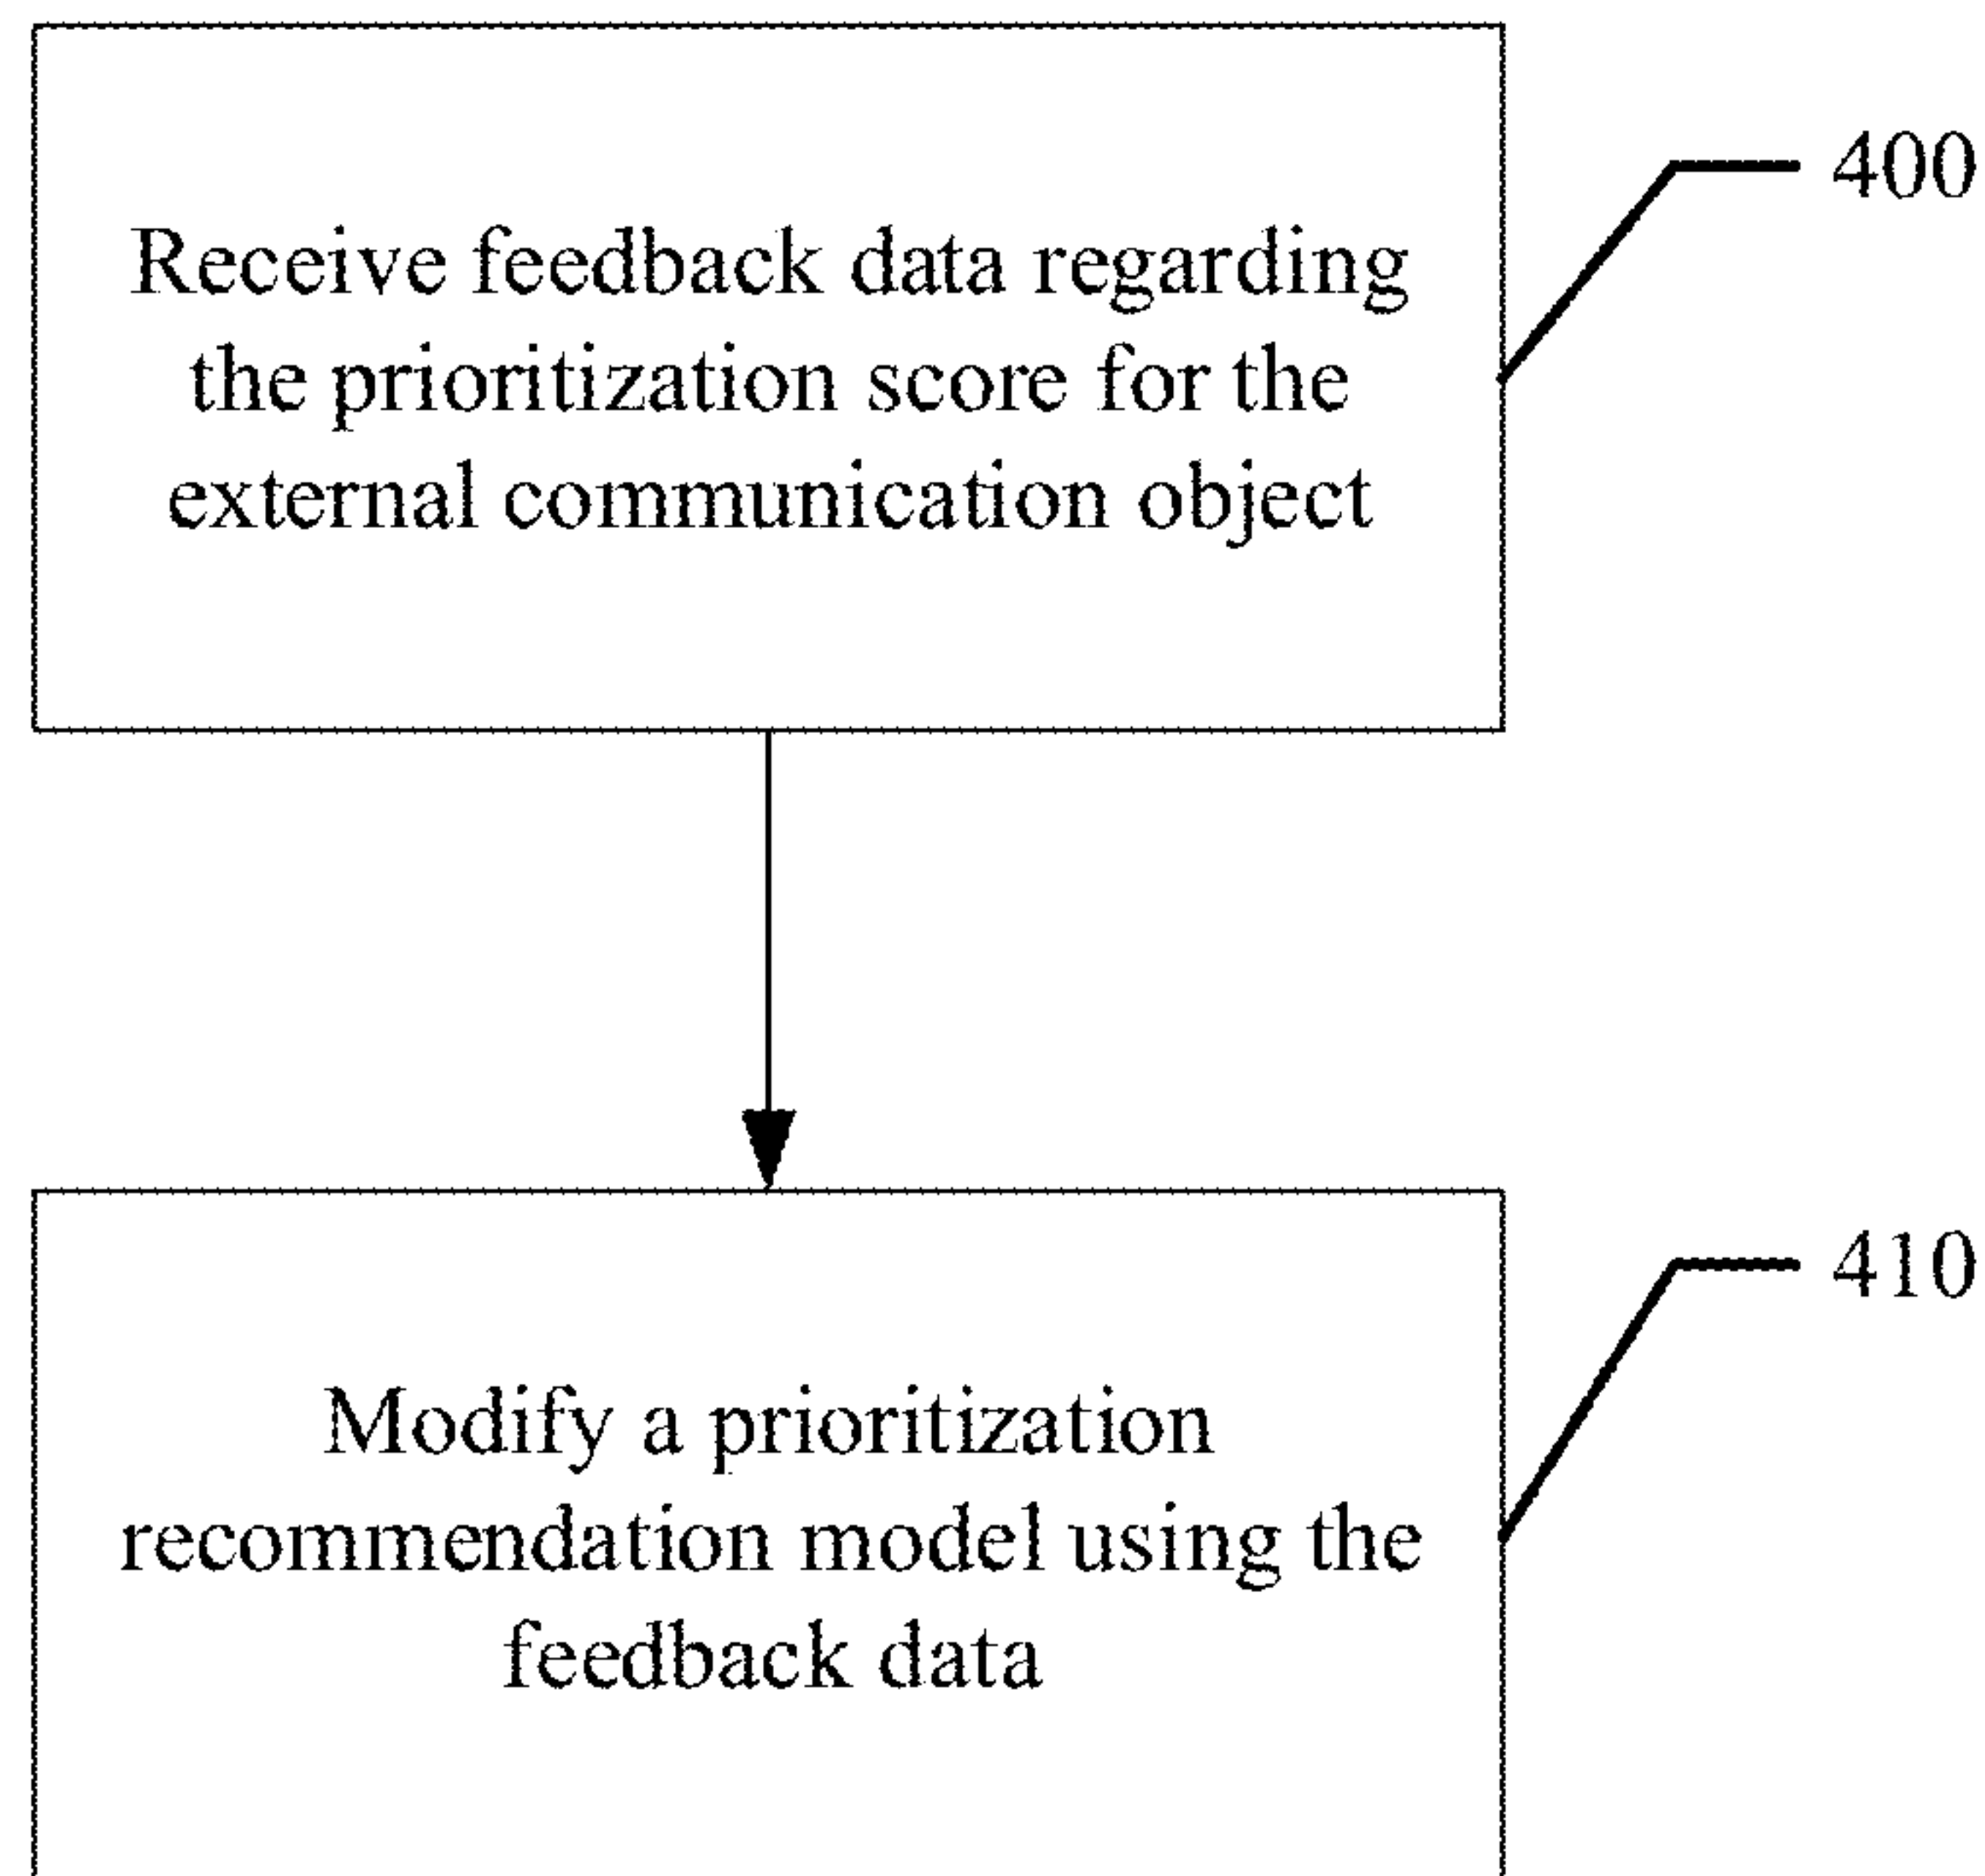 Receive feedback data regarding
the prioritization score for the
external communication object
400
Modify a prioritization
recommendation model using the
feedback data
410